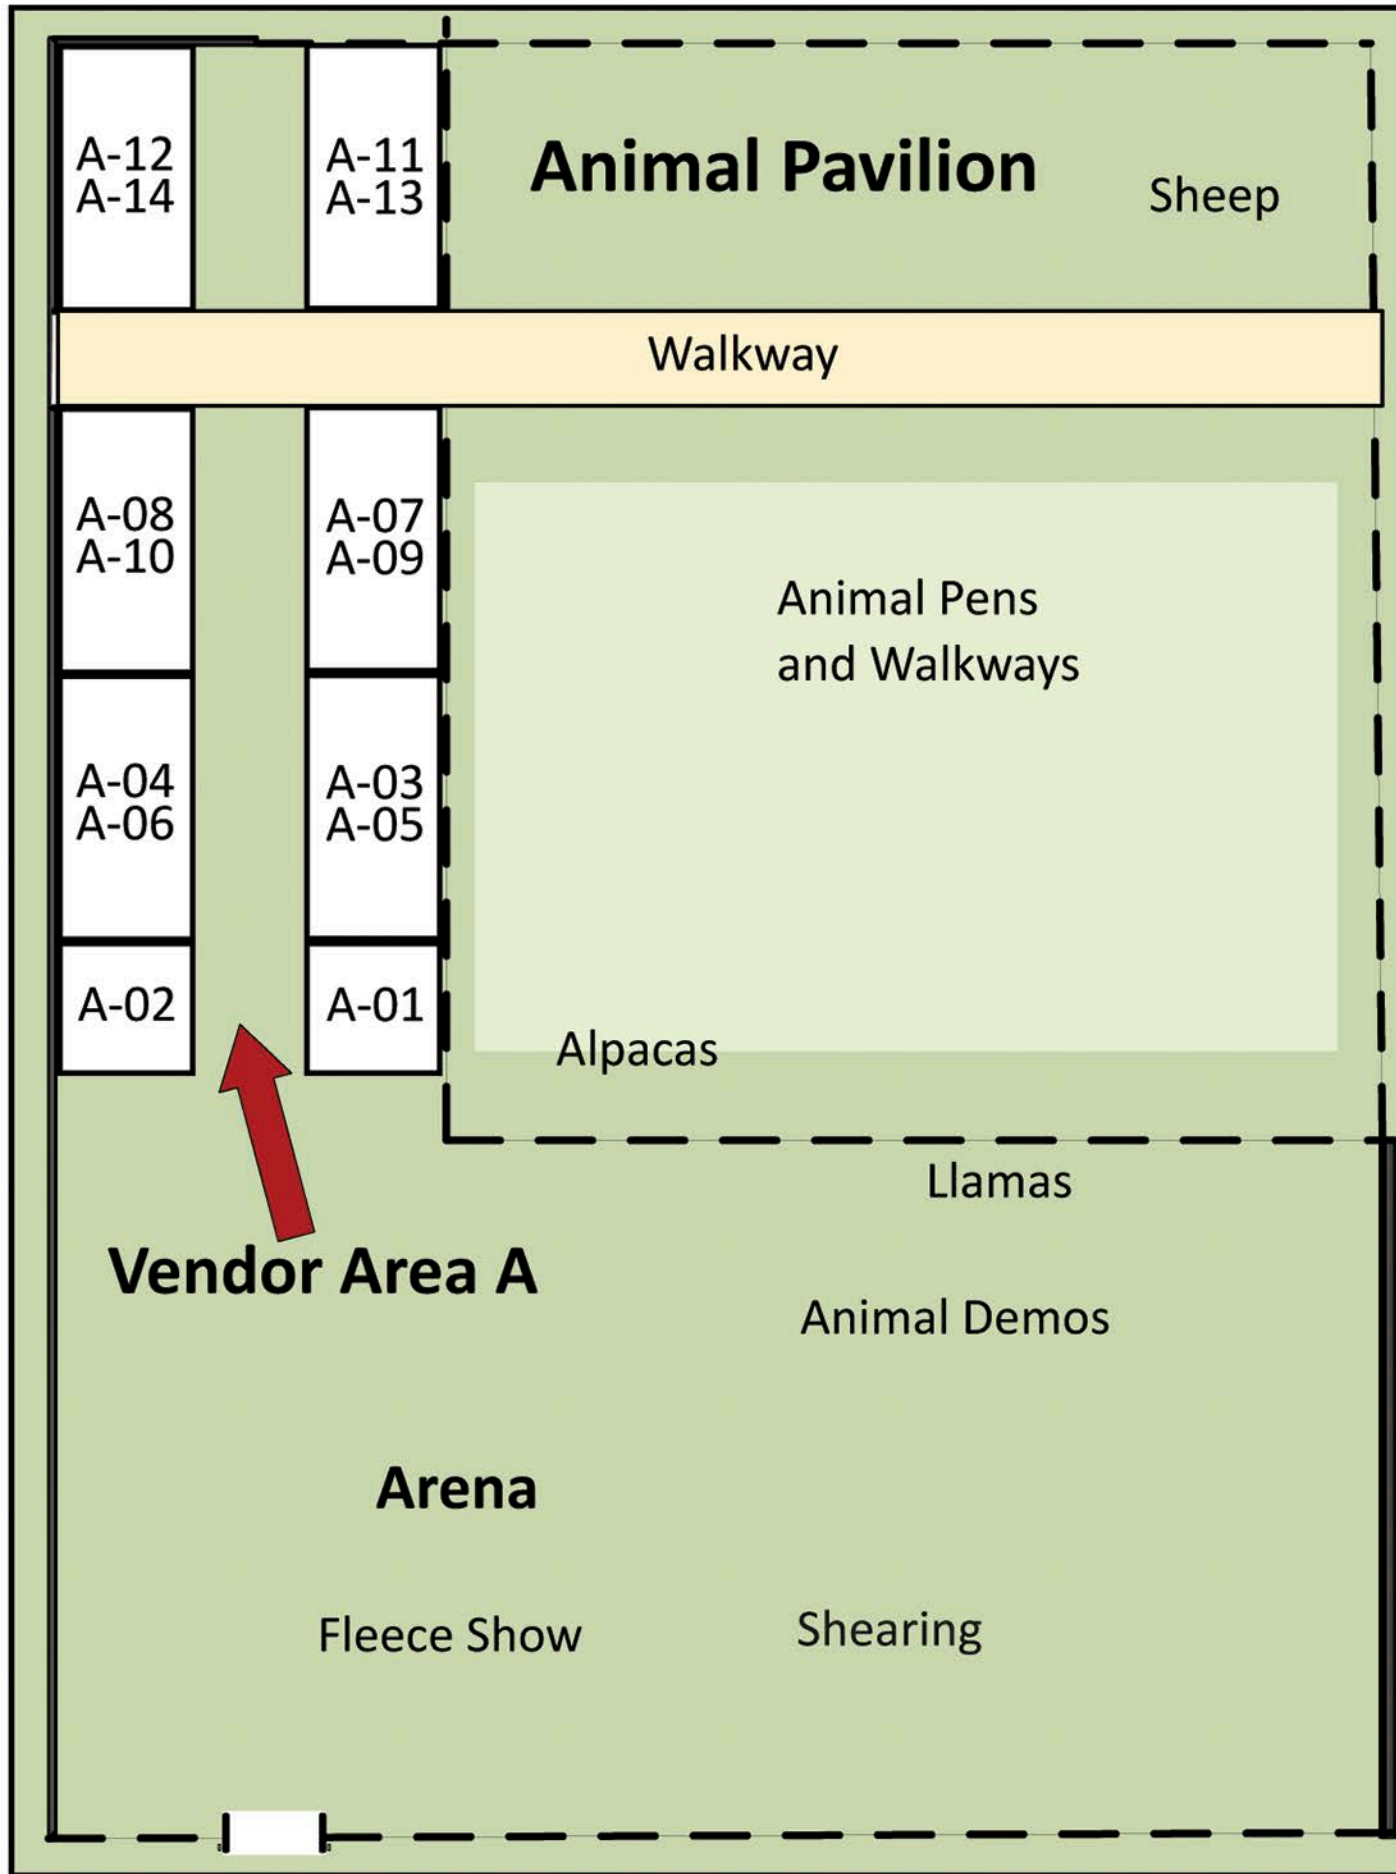 A-12
A-14
A-11
A-13
Animal Pavilion
Sheep
Walkway
A-08
A-10
A-07
A-09
Animal Pens
and Walkways
A-04
A-06
A-03
A-05
A-02
A-01
Alpacas
Llamas
Vendor Area A
Animal Demos
Arena
Fleece Show
Shearing